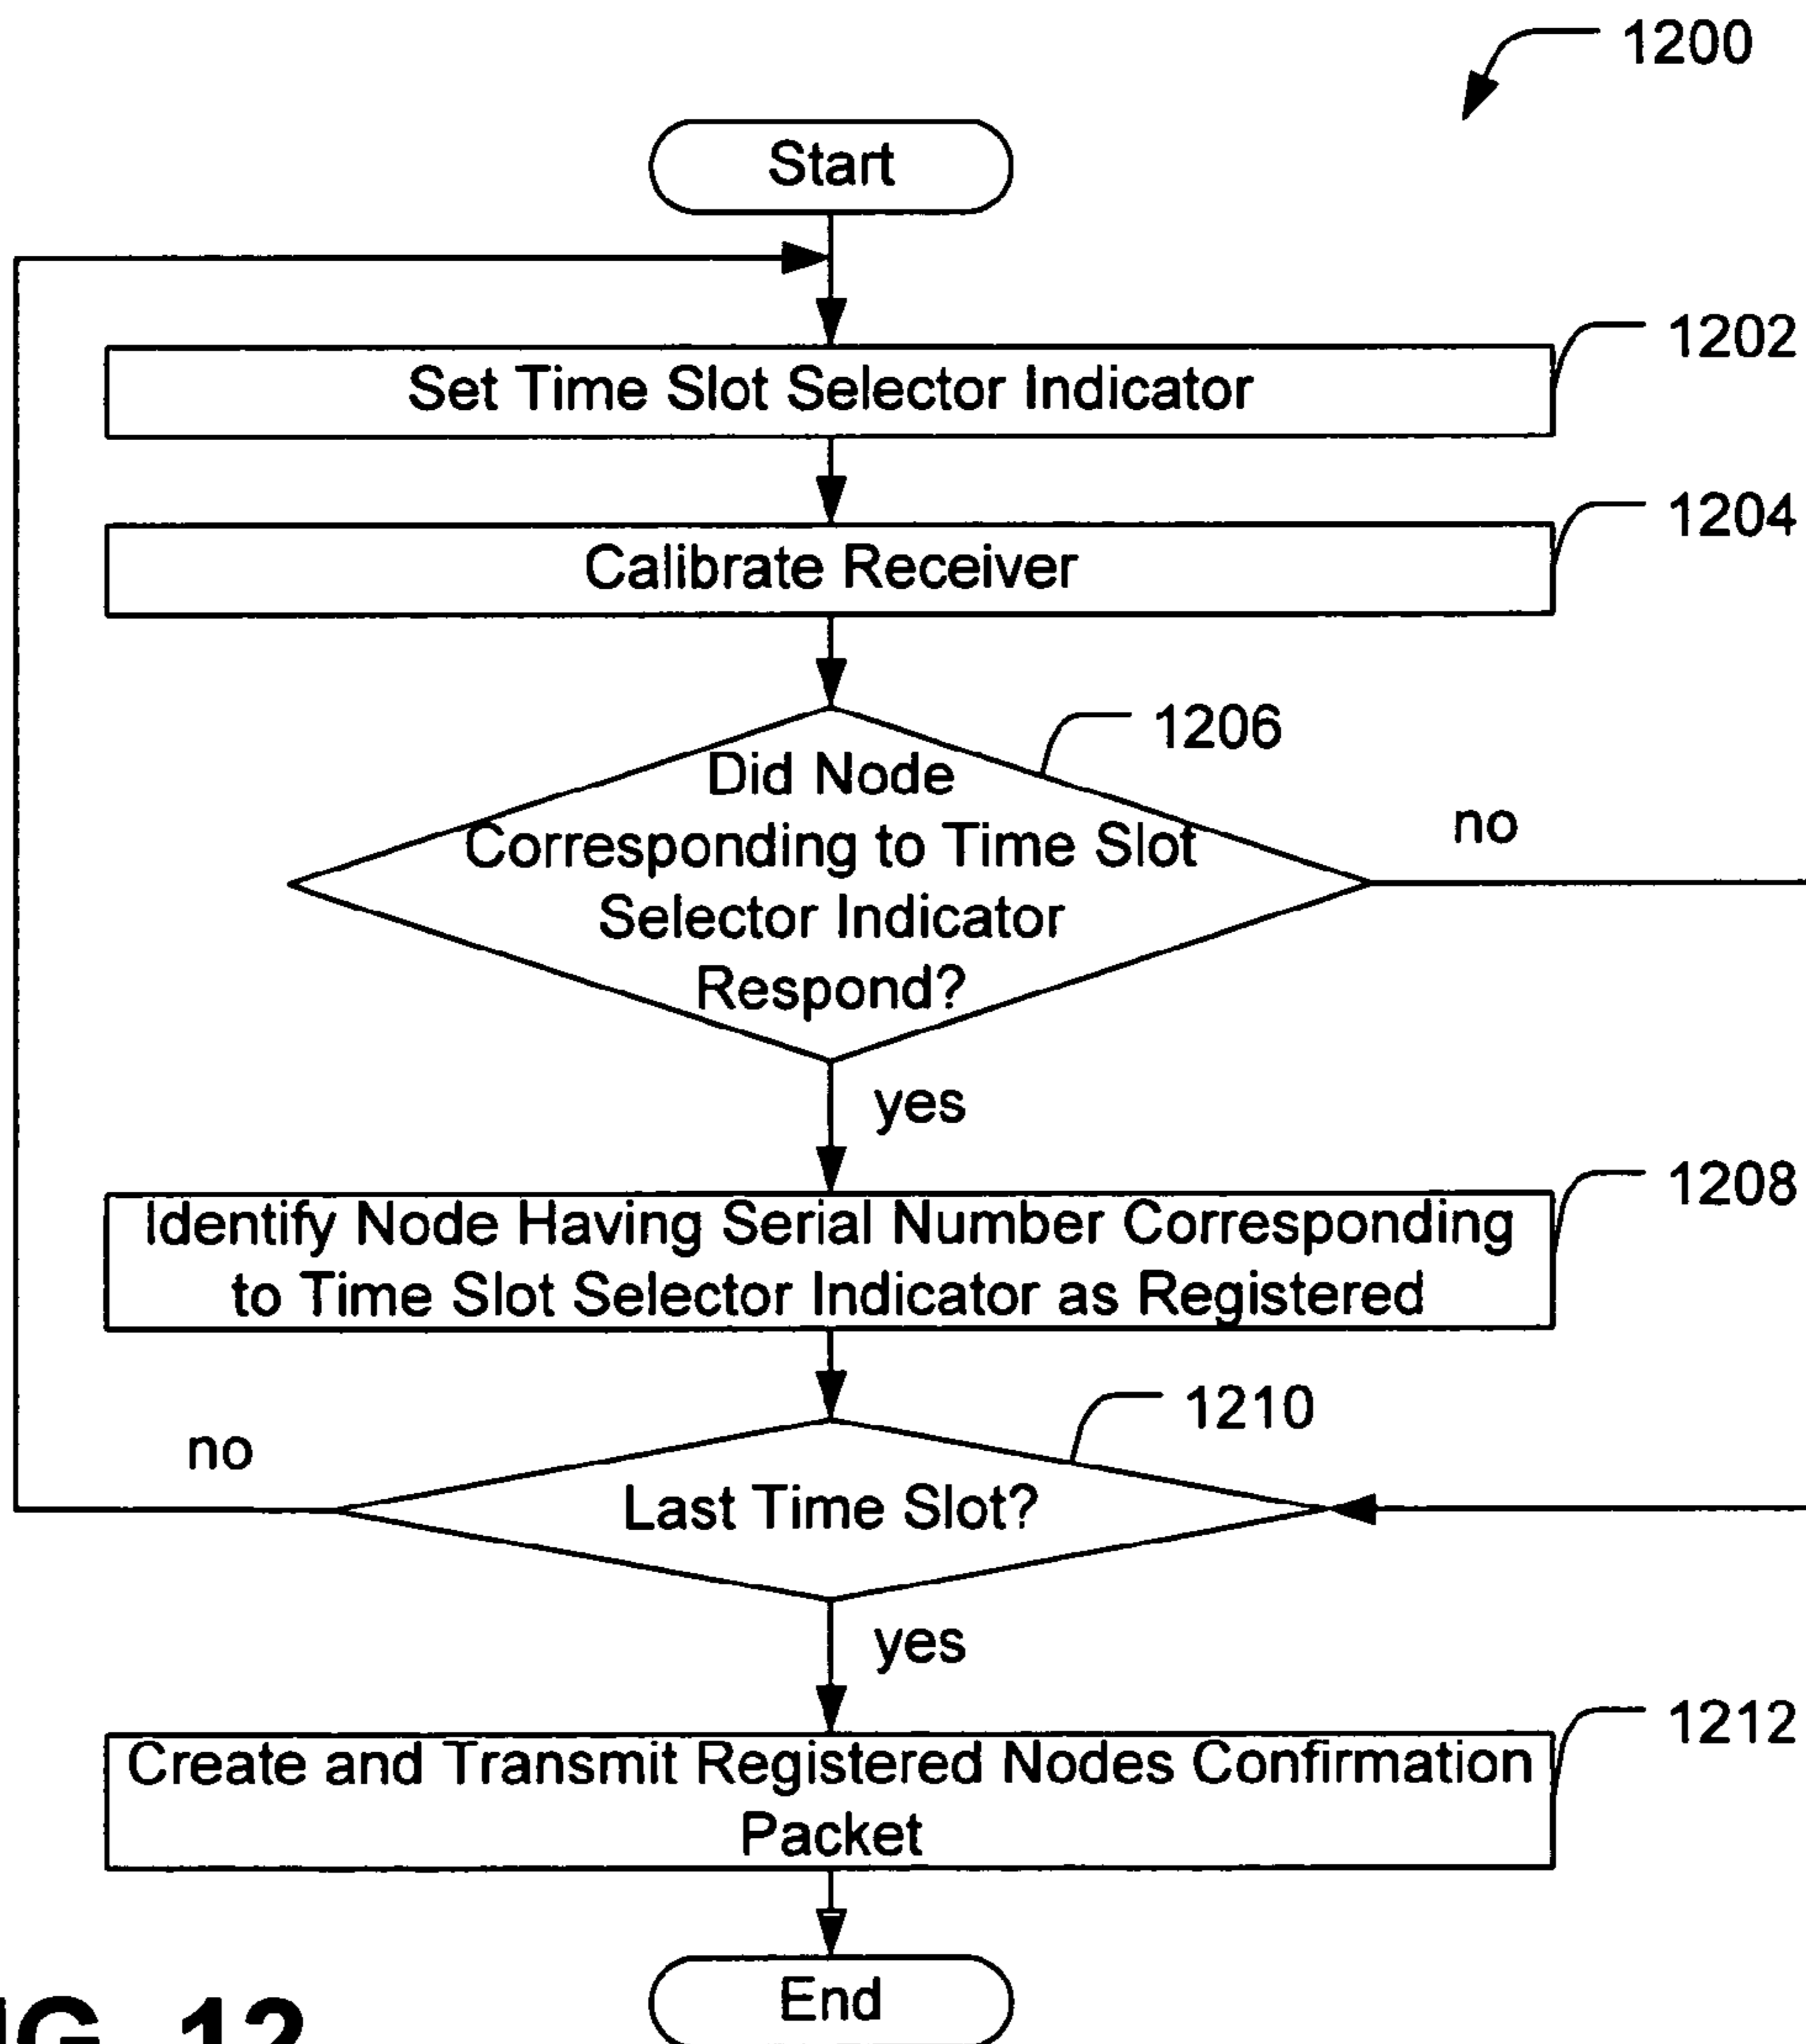 1200
Start
1202
Set Time Slot Selector Indicator
1204
Calibrate Receiver
1206
Did Node
Corresponding to Time Slot
Selector Indicator
Respond?
no
yes
1208
Identify Node Having Serial Number Corresponding
to Time Slot Selector Indicator as Registered
1210
no
Last Time Slot?
yes
1212
Create and Transmit Registered Nodes Confirmation
Packet
End
12